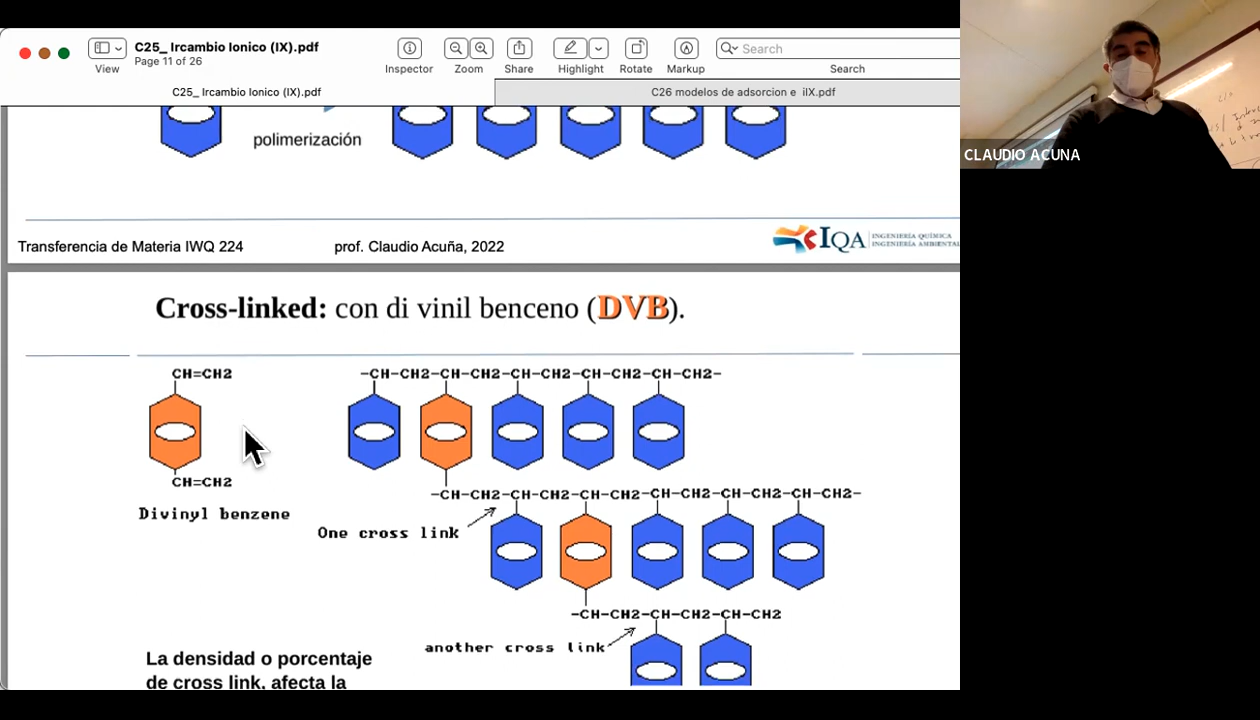 C25_ Ircambio Ionico (IX).pdf
Page 11 of 26
View
Inspector
Zoom
Share
Highlight
Rotate
Markup
Search
Search
C25_ Ircambio Ionico (IX).pdf
C26 modelos de adsorcion e iIX.pdf
polimerización
Transferencia de Materia IWQ 224
prof. Claudio Acuña, 2022
IQA
INGENIERÍA QUÍMICA
INGENIERÍA AMBIENTAL
Cross-linked: con di vinil benceno (DVB).
CH=CH2
-CH-CH2-CH-CH2-CH-CH2-CH-CH2-CH-CH2-
CH=CH2
-CH-CH2-CH-CH2-CH-CH2-CH-CH2-CH-CH2-CH-CH2-
Divinyl benzene
One cross link
-CH-CH2-CH-CH2-CH-CH2
another cross link
La densidad o porcentaje
de cross link, afecta la
CLAUDIO ACUNA